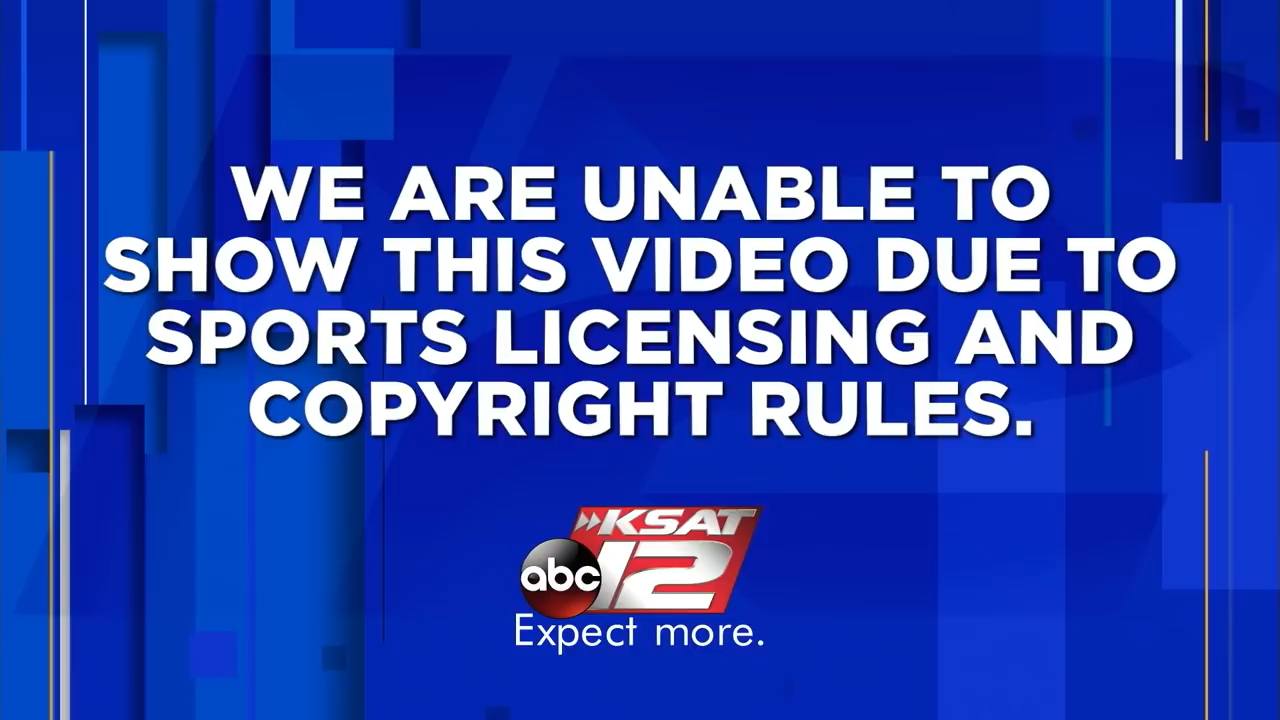 WE ARE UNABLE TO
SHOW THIS VIDEO DUE TO
SPORTS LICENSING AND
COPYRIGHT RULES.
KSAT
abc 12
Expect more.